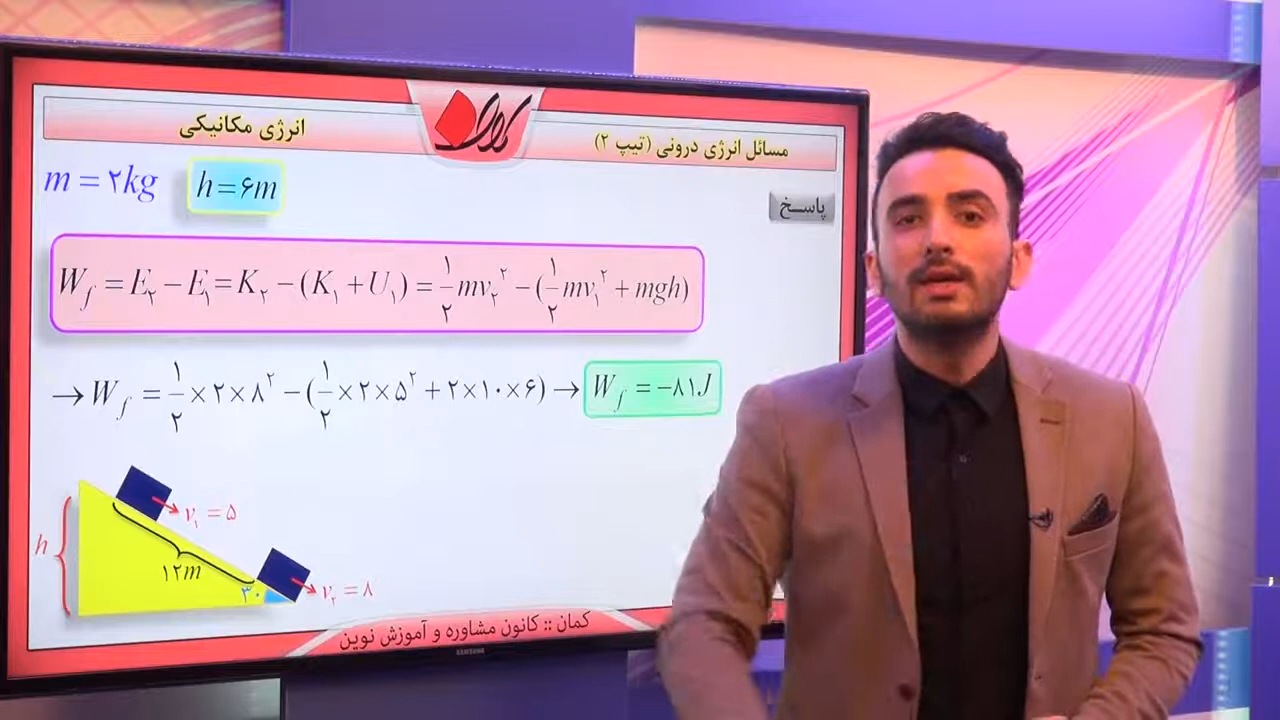 مسائل انرژی درونی (تیپ ۲)
انرژی مکانیکی
کمان
m = ۲kg
h = ۶m
پاسخ
W_f = E_۲ − E_۱ = K_۲ − (K_۱ + U_۱) = ۱/۲ mv_۲^۲ − (۱/۲ mv_۱^۲ + mgh)
→ W_f = ۱/۲ × ۲ × ۸^۲ − (۱/۲ × ۲ × ۵^۲ + ۲ × ۱۰ × ۶) → W_f = −۸۱J
v_۱ = ۵
h
۱۲m
۳۰
v_۲ = ۸
کمان :: کانون مشاوره و آموزش نوین
SAMSUNG